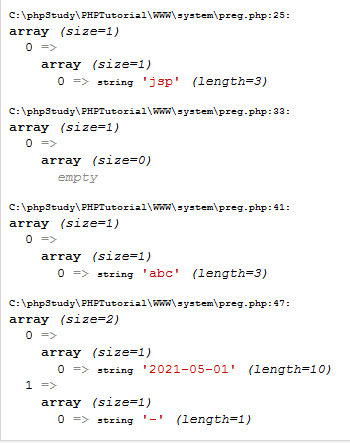 C:\phpStudy\PHPTutorial\WWW\system\preg.php:25:
array (size=1)
0 =>
array (size=1)
0 => string 'jsp' (length=3)
C:\phpStudy\PHPTutorial\WWW\system\preg.php:33:
array (size=1)
0 =>
array (size=0)
empty
C:\phpStudy\PHPTutorial\WWW\system\preg.php:41:
array (size=1)
0 =>
array (size=1)
0 => string 'abc' (length=3)
C:\phpStudy\PHPTutorial\WWW\system\preg.php:47:
array (size=2)
0 =>
array (size=1)
0 => string '2021-05-01' (length=10)
1 =>
array (size=1)
0 => string '-' (length=1)